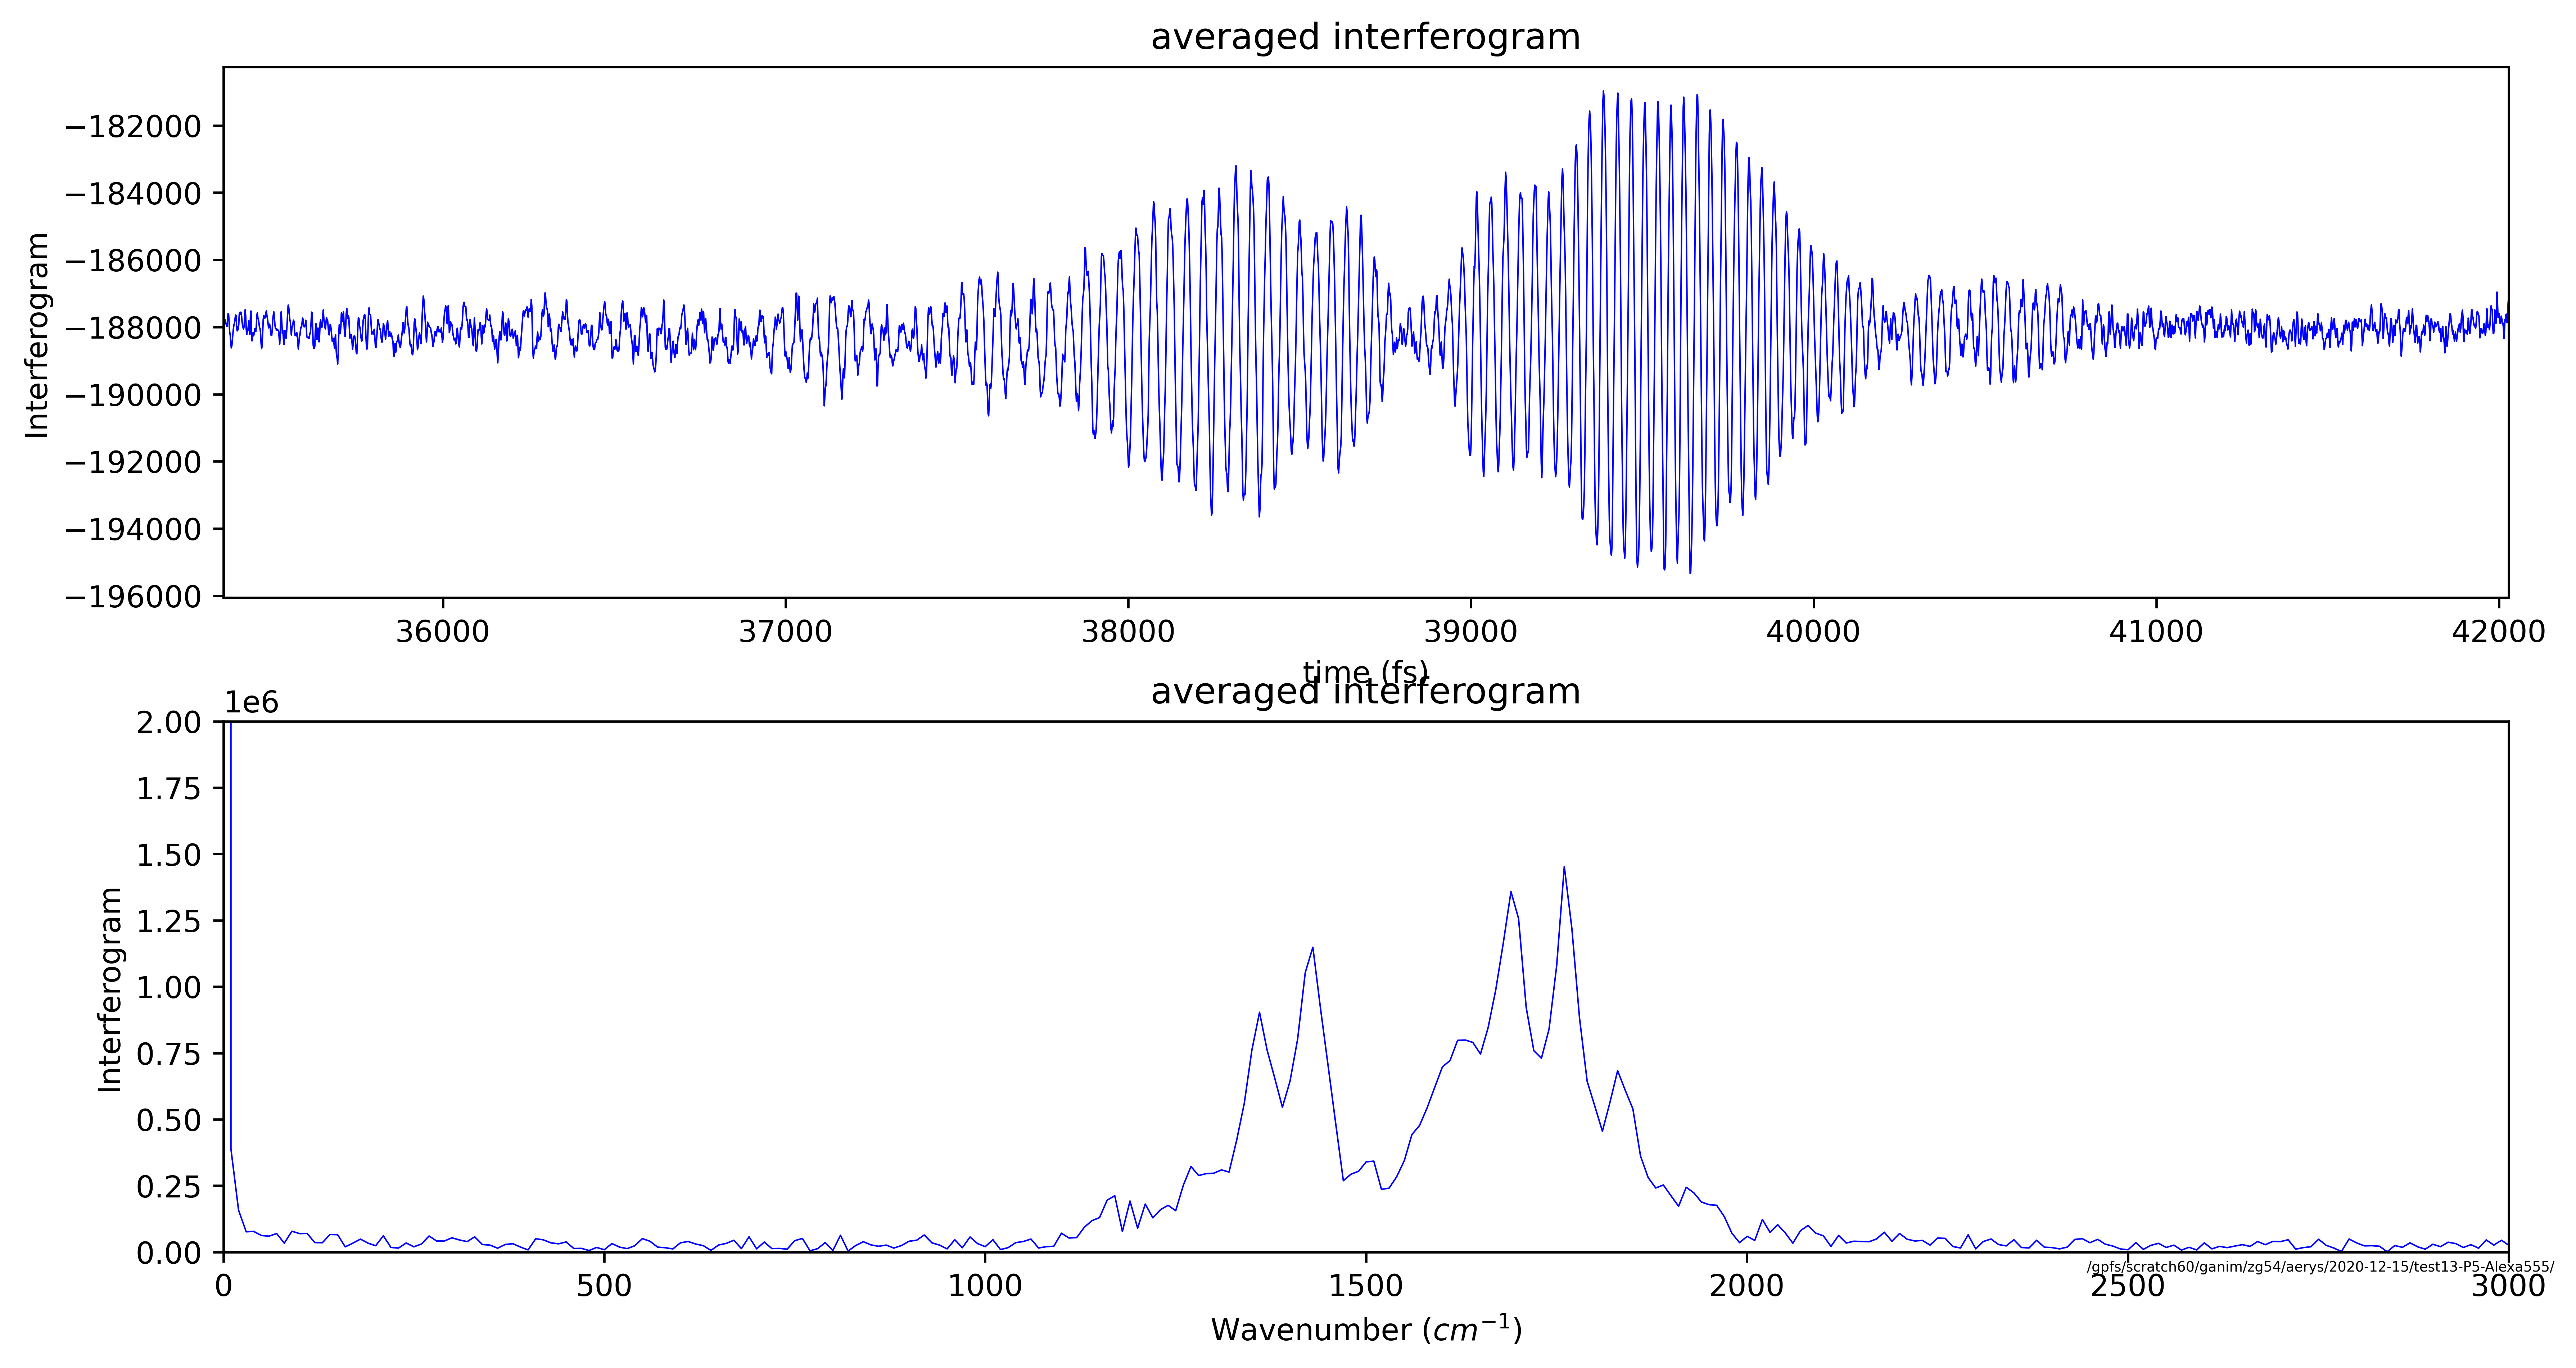 averaged interferogram
Interferogram
−182000
−184000
−186000
−188000
−190000
−192000
−194000
−196000
36000 37000 38000 39000 40000 41000 42000
time (fs)
averaged interferogram
1e6
Interferogram
2.00
1.75
1.50
1.25
1.00
0.75
0.50
0.25
0.00
/gpfs/scratch60/ganim/zg54/aerys/2020-12-15/test13-P5-Alexa555/
0 500 1000 1500 2000 2500 3000
Wavenumber (cm⁻¹)